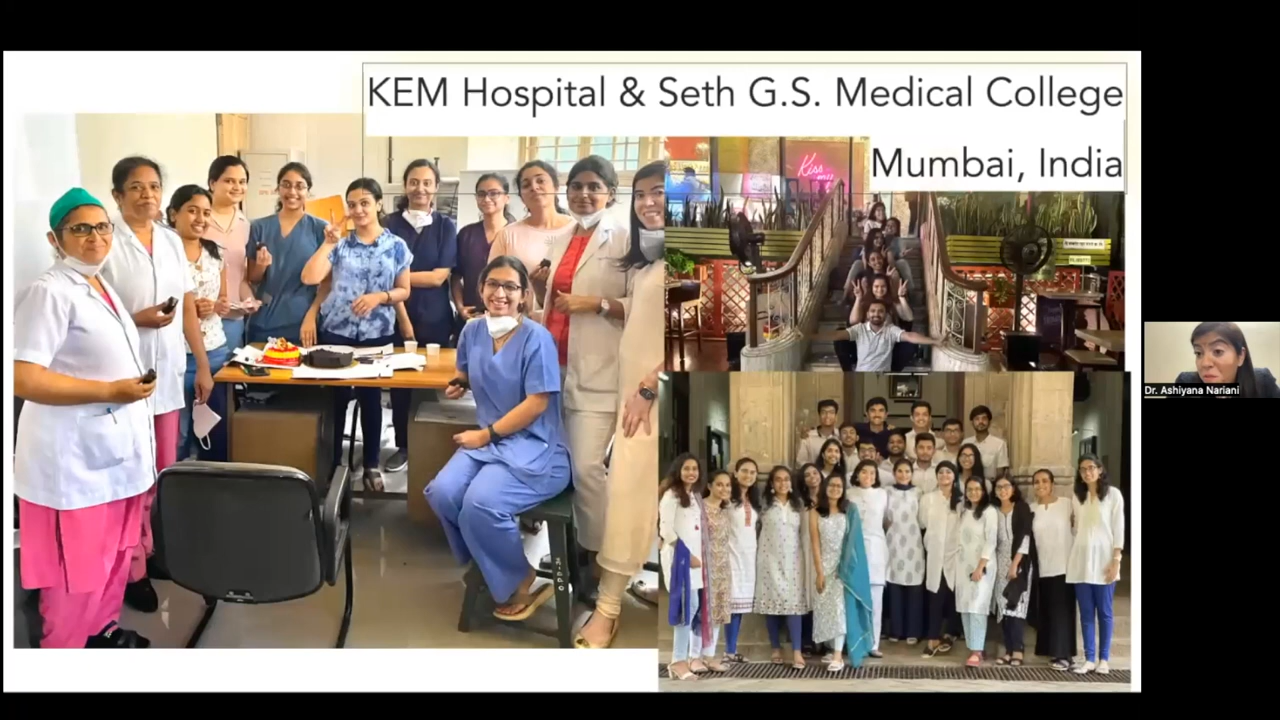 KEM Hospital & Seth G.S. Medical College
Mumbai, India
Kiss
Dr. Ashiyana Nariani